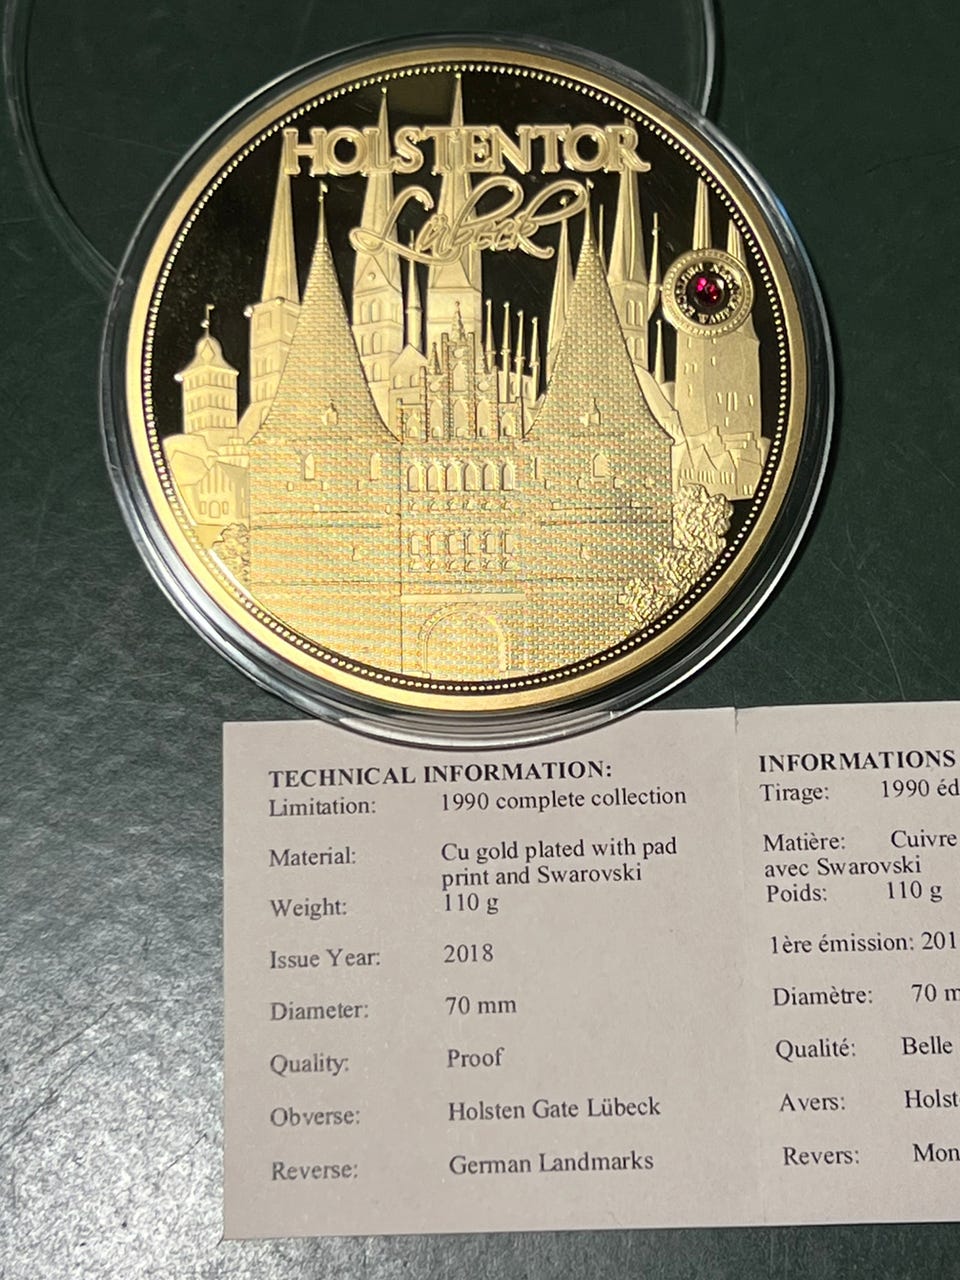 HOLSTENTOR
Lübeck
TECHNICAL INFORMATION:
Limitation: 1990 complete collection
Material: Cu gold plated with pad
print and Swarovski
Weight: 110 g
Issue Year: 2018
Diameter: 70 mm
Quality: Proof
Obverse: Holsten Gate Lübeck
Reverse: German Landmarks
INFORMATIONS
Tirage: 1990 éd
Matière: Cuivre
avec Swarovski
Poids: 110 g
1ère émission: 201
Diamètre: 70 m
Qualité: Belle
Avers: Holst
Revers: Mon